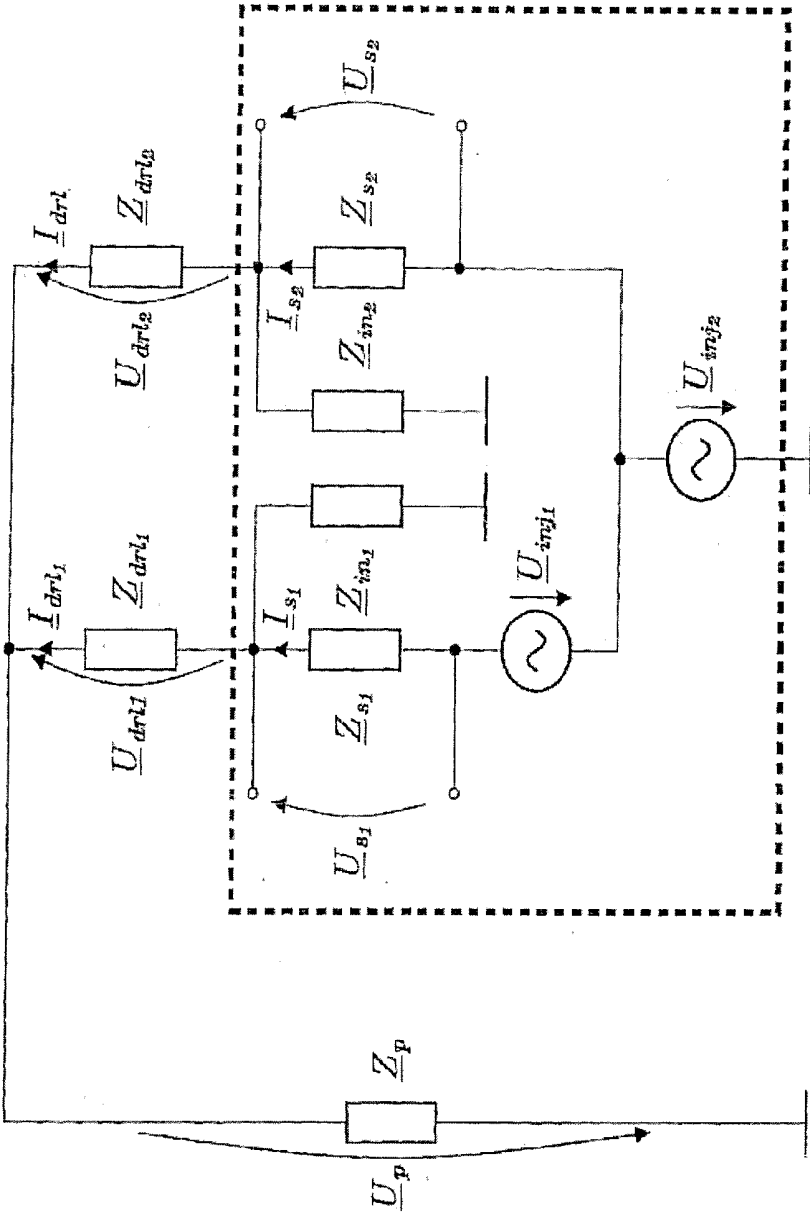 U_p
Z_p
U_drl1
I_drl1
Z_drl1
U_drl2
I_drl
Z_drl2
U_s1
Z_s1
I_s1
Z_in1
I_s2
Z_in2
Z_s2
U_s2
U_inj1
U_inj2